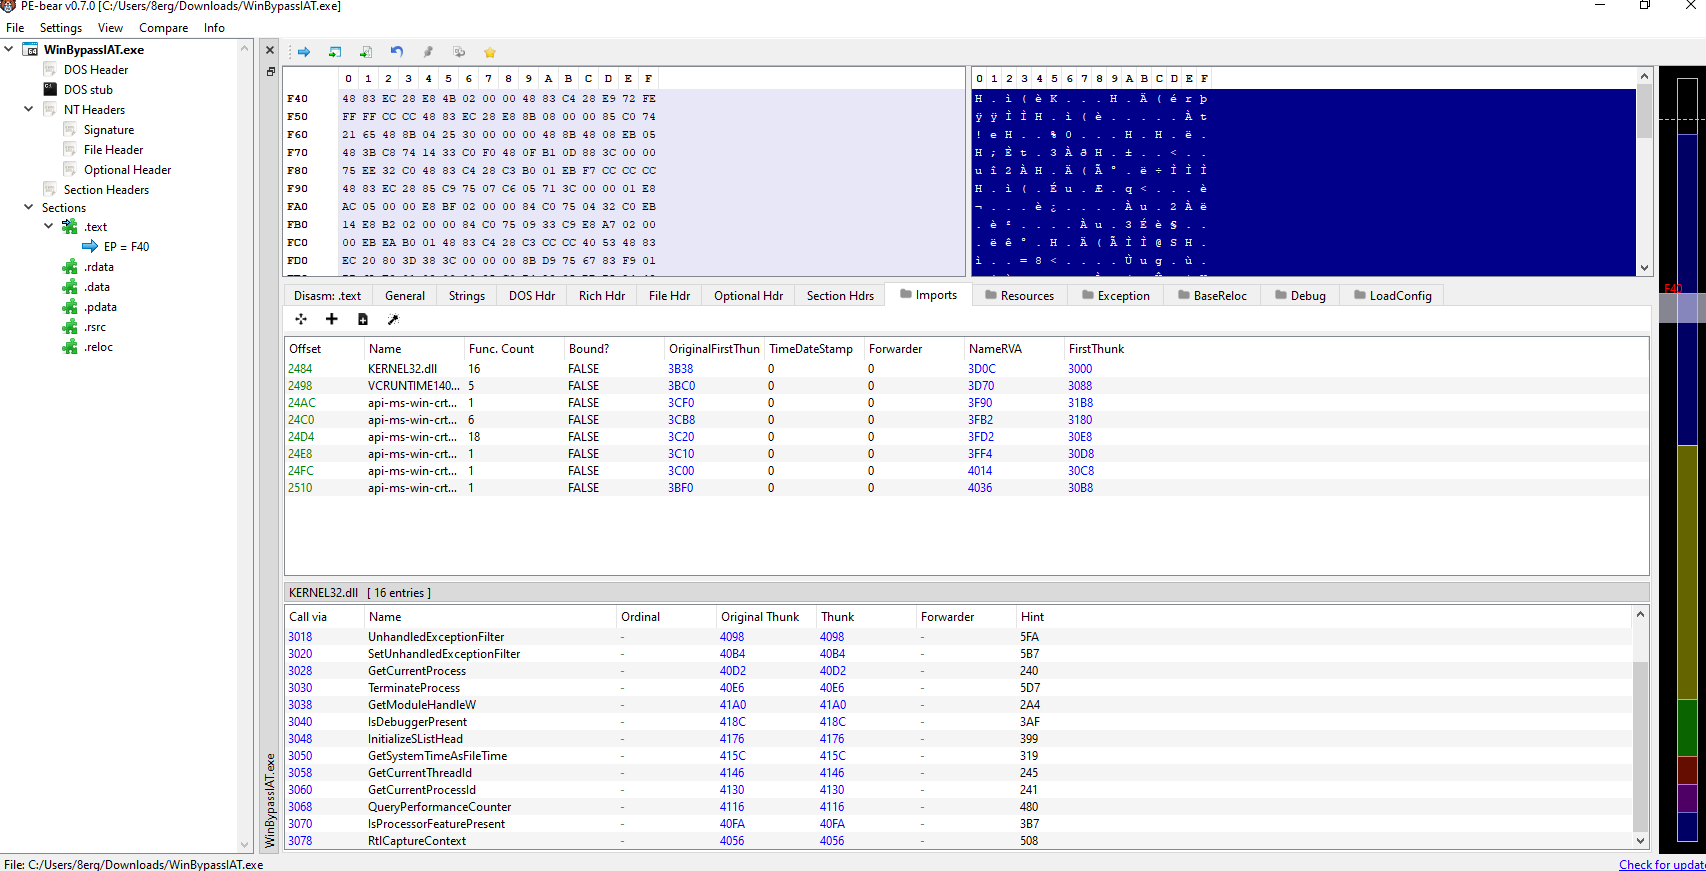 PE-bear v0.7.0 [C:/Users/8erg/Downloads/WinBypassIAT.exe]
File Settings View Compare Info
WinBypassIAT.exe
DOS Header
DOS stub
NT Headers
Signature
File Header
Optional Header
Section Headers
Sections
.text
EP = F40
.rdata
.data
.pdata
.rsrc
.reloc
WinBypassIAT.exe
0 1 2 3 4 5 6 7 8 9 A B C D E F
F40 48 83 EC 28 E8 4B 02 00 00 48 83 C4 28 E9 72 FE
F50 FF FF CC CC 48 83 EC 28 E8 8B 08 00 00 85 C0 74
F60 21 65 48 8B 04 25 30 00 00 00 48 8B 48 08 EB 05
F70 48 3B C8 74 14 33 C0 F0 48 0F B1 0D 88 3C 00 00
F80 75 EE 32 C0 48 83 C4 28 C3 B0 01 EB F7 CC CC CC
F90 48 83 EC 28 85 C9 75 07 C6 05 71 3C 00 00 01 E8
FA0 AC 05 00 00 E8 BF 02 00 00 84 C0 75 04 32 C0 EB
FB0 14 E8 B2 02 00 00 84 C0 75 09 33 C9 E8 A7 02 00
FC0 00 EB EA B0 01 48 83 C4 28 C3 CC CC CC 40 53 48 83
FD0 EC 20 80 3D 38 3C 00 00 00 8B D9 75 67 83 F9 01
0 1 2 3 4 5 6 7 8 9 A B C D E F
H . ì ( è K . . . H . Ä ( é r þ
ÿ ÿ Ì Ì H . ì ( è . . . . . À t
! e H . . % 0 . . . H . H . ë .
H ; È t . 3 À ð H . ± . . < . .
u î 2 À H . Ä ( Ã ° . ë ÷ Ì Ì Ì
H . ì ( . É u . Æ . q < . . . è
¬ . . . è ¿ . . . . À u . 2 À ë
. è ² . . . . À u . 3 É è § . .
. ë ê ° . H . Ä ( Ã Ì Ì @ S H .
ì . . = 8 < . . . . Ù u g . ù .
F40
Disasm: .text General Strings DOS Hdr Rich Hdr File Hdr Optional Hdr Section Hdrs Imports Resources Exception BaseReloc Debug LoadConfig
Offset Name Func. Count Bound? OriginalFirstThun TimeDateStamp Forwarder NameRVA FirstThunk
2484 KERNEL32.dll 16 FALSE 3B38 0 0 3D0C 3000
2498 VCRUNTIME140... 5 FALSE 3BC0 0 0 3D70 3088
24AC api-ms-win-crt... 1 FALSE 3CF0 0 0 3F90 31B8
24C0 api-ms-win-crt... 6 FALSE 3CB8 0 0 3FB2 3180
24D4 api-ms-win-crt... 18 FALSE 3C20 0 0 3FD2 30E8
24E8 api-ms-win-crt... 1 FALSE 3C10 0 0 3FF4 30D8
24FC api-ms-win-crt... 1 FALSE 3C00 0 0 4014 30C8
2510 api-ms-win-crt... 1 FALSE 3BF0 0 0 4036 30B8
KERNEL32.dll [ 16 entries ]
Call via Name Ordinal Original Thunk Thunk Forwarder Hint
3018 UnhandledExceptionFilter - 4098 4098 - 5FA
3020 SetUnhandledExceptionFilter - 40B4 40B4 - 5B7
3028 GetCurrentProcess - 40D2 40D2 - 240
3030 TerminateProcess - 40E6 40E6 - 5D7
3038 GetModuleHandleW - 41A0 41A0 - 2A4
3040 IsDebuggerPresent - 418C 418C - 3AF
3048 InitializeSListHead - 4176 4176 - 399
3050 GetSystemTimeAsFileTime - 415C 415C - 319
3058 GetCurrentThreadId - 4146 4146 - 245
3060 GetCurrentProcessId - 4130 4130 - 241
3068 QueryPerformanceCounter - 4116 4116 - 480
3070 IsProcessorFeaturePresent - 40FA 40FA - 3B7
3078 RtlCaptureContext - 4056 4056 - 508
File: C:/Users/8erg/Downloads/WinBypassIAT.exe
Check for updat